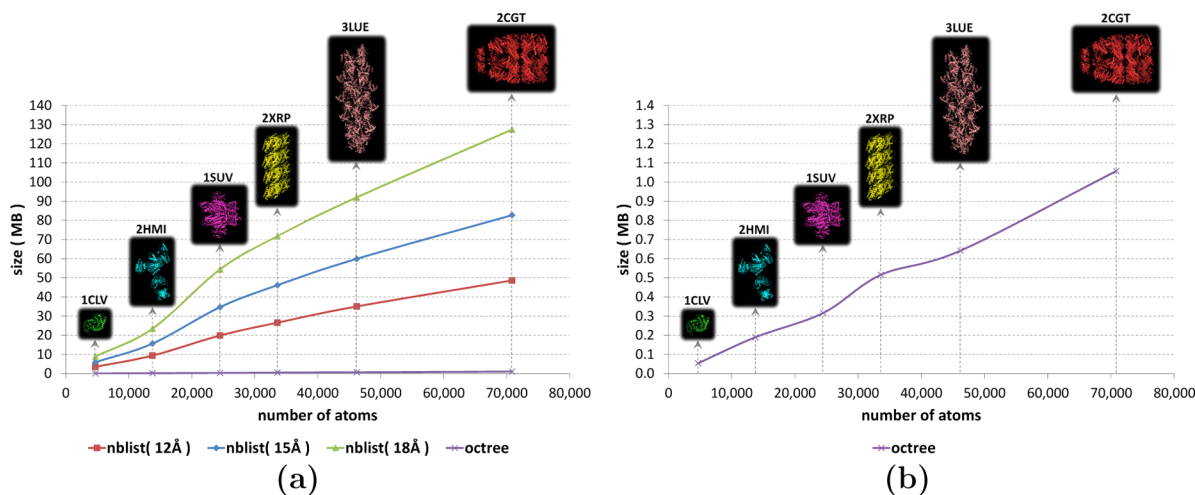 3LUE
2CGT
140
130
120
110
100
90
80
70
60
50
40
30
20
10
0
size ( MB )
1CLV
2HMI
1SUV
2XRP
0 10,000 20,000 30,000 40,000 50,000 60,000 70,000 80,000
number of atoms
nblist( 12Å ) nblist( 15Å ) nblist( 18Å ) octree
(a)
3LUE
2CGT
1.4
1.3
1.2
1.1
1.0
0.9
0.8
0.7
0.6
0.5
0.4
0.3
0.2
0.1
0.0
size ( MB )
1CLV
2HMI
1SUV
2XRP
0 10,000 20,000 30,000 40,000 50,000 60,000 70,000 80,000
number of atoms
octree
(b)